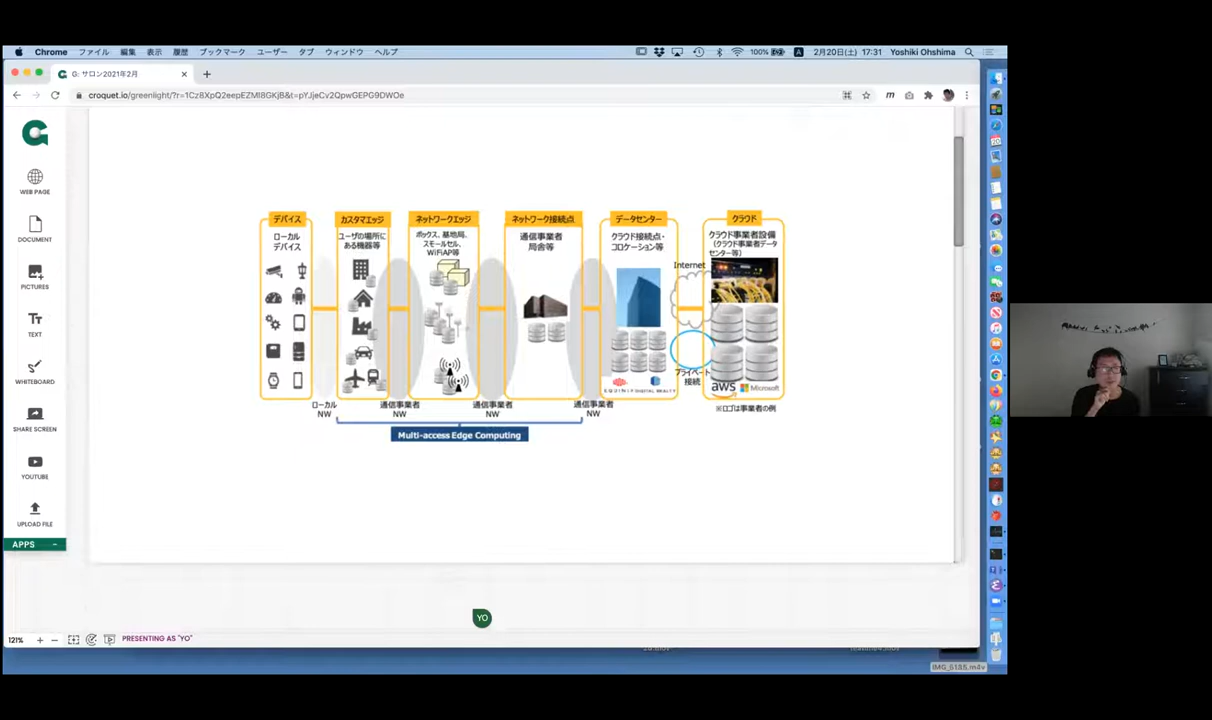 Chrome ファイル 編集 表示 履歴 ブックマーク ユーザー タブ ウィンドウ ヘルプ
100% A 2月20日(土) 17:31 Yoshiki Ohshima
G: サロン2021年2月
croquet.io/greenlight/?r=1Cz8XpQ2eepEZMI8GKjB&t=pYJjeCv2QpwGEPG9DWOe
WEB PAGE
DOCUMENT
PICTURES
TEXT
WHITEBOARD
SHARE SCREEN
YOUTUBE
UPLOAD FILE
APPS
デバイス
ローカル
デバイス
カスタマエッジ
ユーザの場所に
ある機器等
ネットワークエッジ
ボックス、基地局、
スモールセル、
WiFiAP等
ネットワーク接続点
通信事業者
局舎等
データセンター
クラウド接続点・
コロケーション等
クラウド
クラウド事業者設備
(クラウド事業者データ
センター等)
Internet
プライベート
接続
EQUINIX DIGITAL REALTY
aws Microsoft
※ロゴは事業者の例
ローカル
NW
通信事業者
NW
通信事業者
NW
通信事業者
NW
Multi-access Edge Computing
YO
121% + − PRESENTING AS "YO"
IMG_5185.m4v